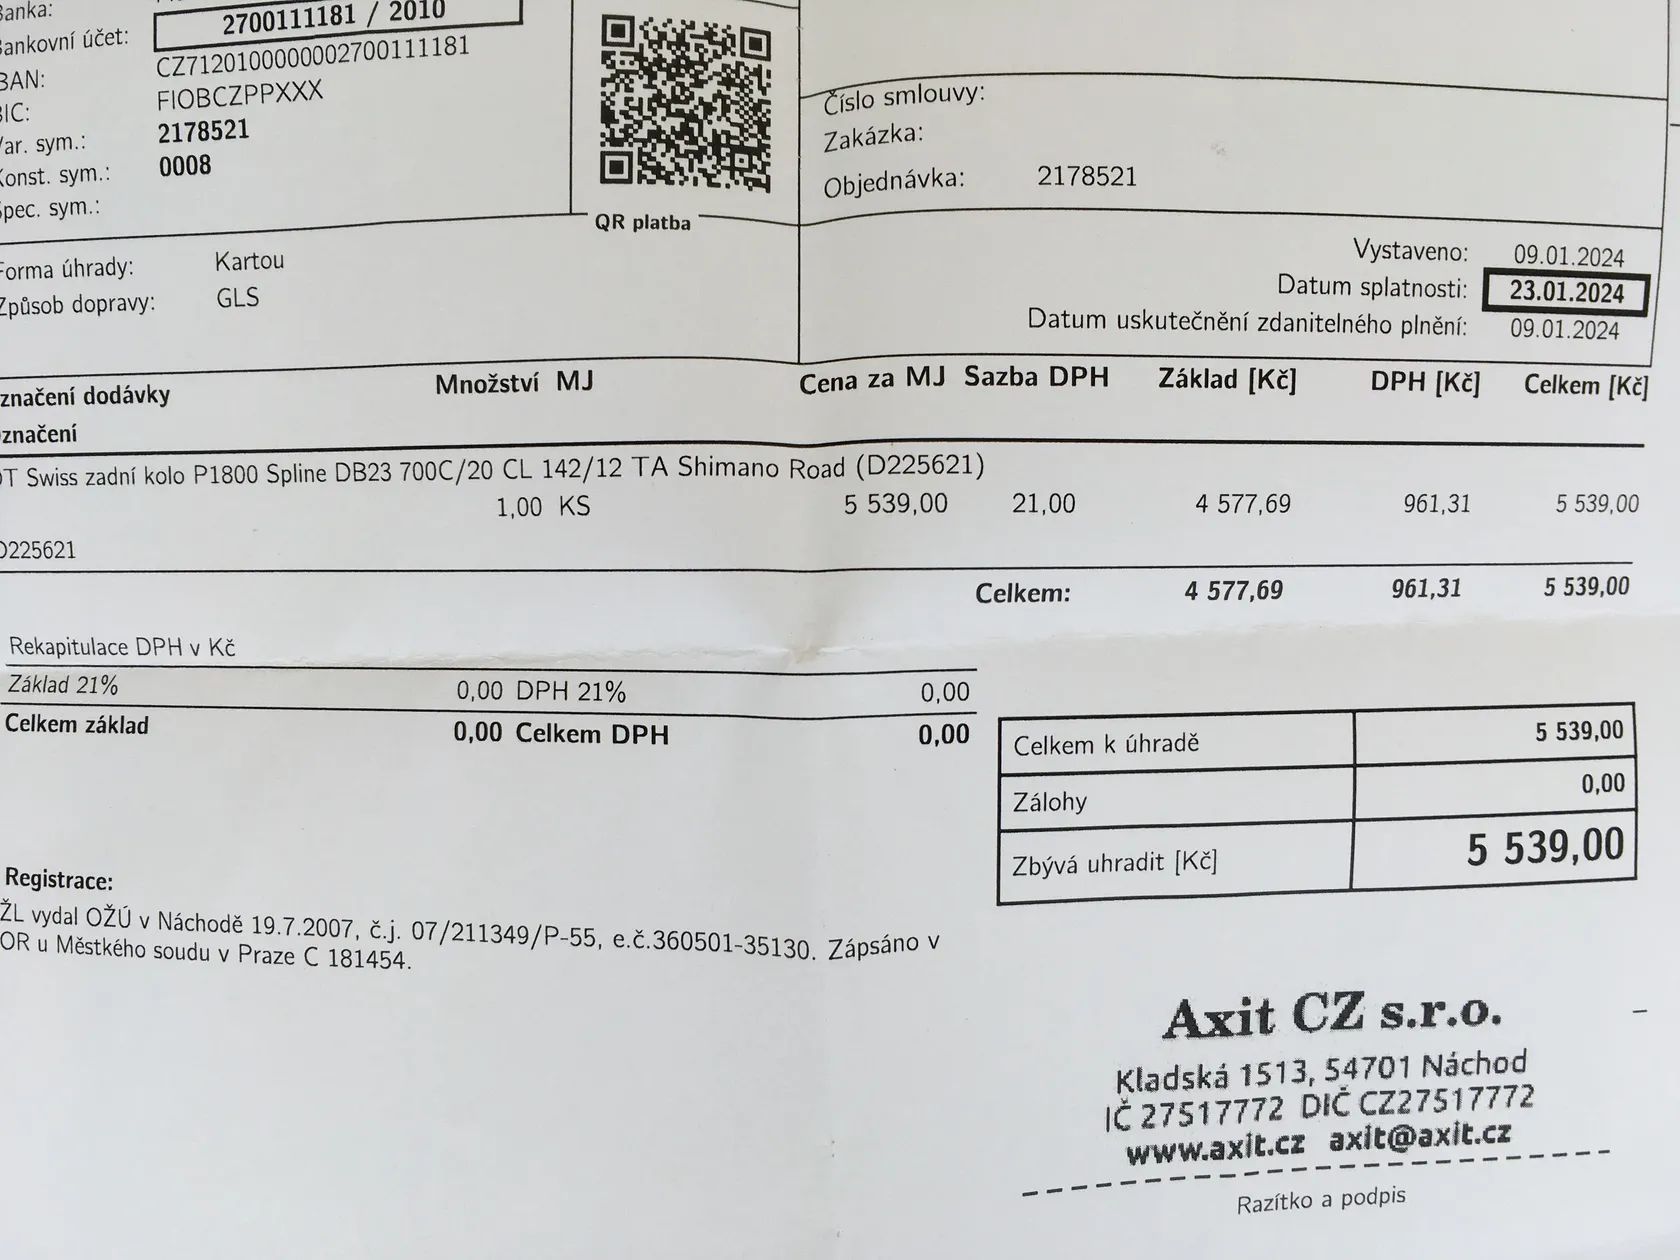 Banka:
Bankovní účet: 2700111181 / 2010
IBAN: CZ7120100000002700111181
BIC: FIOBCZPPXXX
Var. sym.: 2178521
Konst. sym.: 0008
Spec. sym.:
QR platba
Číslo smlouvy:
Zakázka:
Objednávka: 2178521
Forma úhrady: Kartou
Způsob dopravy: GLS
Vystaveno: 09.01.2024
Datum splatnosti: 23.01.2024
Datum uskutečnění zdanitelného plnění: 09.01.2024
značení dodávky Množství MJ Cena za MJ Sazba DPH Základ [Kč] DPH [Kč] Celkem [Kč]
značení
DT Swiss zadní kolo P1800 Spline DB23 700C/20 CL 142/12 TA Shimano Road (D225621)
1,00 KS 5 539,00 21,00 4 577,69 961,31 5 539,00
D225621
Celkem: 4 577,69 961,31 5 539,00
Rekapitulace DPH v Kč
Základ 21% 0,00 DPH 21% 0,00
Celkem základ 0,00 Celkem DPH 0,00
Celkem k úhradě 5 539,00
Zálohy 0,00
Zbývá uhradit [Kč] 5 539,00
Registrace:
ŽL vydal OŽÚ v Náchodě 19.7.2007, č.j. 07/211349/P-55, e.č.360501-35130. Zápsáno v
OR u Městkého soudu v Praze C 181454.
Axit CZ s.r.o.
Kladská 1513, 54701 Náchod
IČ 27517772 DIČ CZ27517772
www.axit.cz axit@axit.cz
Razítko a podpis